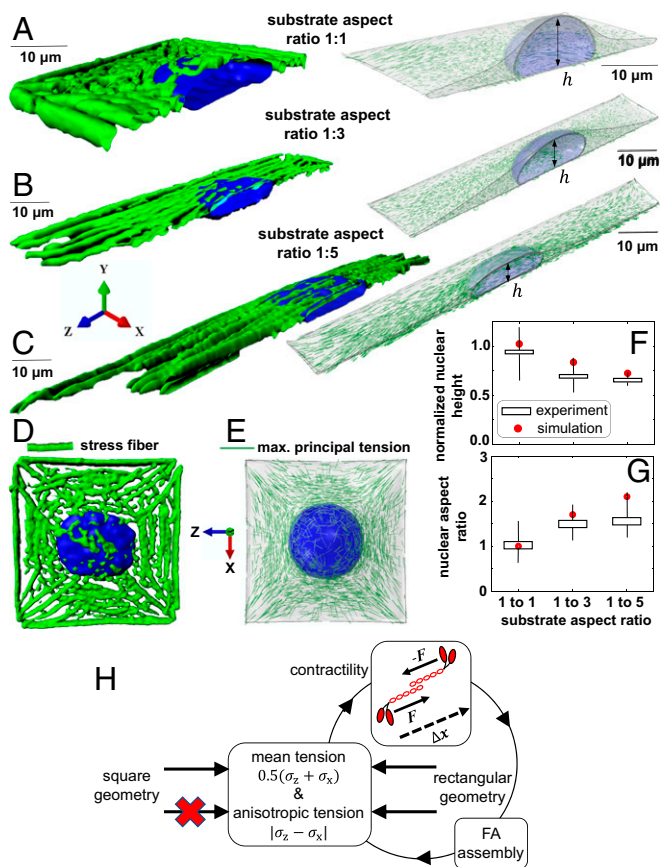 A
10 μm
substrate aspect
ratio 1:1
h
10 μm
B
10 μm
substrate aspect
ratio 1:3
h
10 μm
C
10 μm
substrate aspect
ratio 1:5
h
10 μm
Y
Z
X
D
stress fiber
E
max. principal tension
Z
X
F
normalized nuclear
height
1.0
0.5
0.0
experiment
simulation
G
nuclear aspect
ratio
3
2
1
0
1 to 1 1 to 3 1 to 5
substrate aspect ratio
H
contractility
-F
F
Δx
square
geometry
mean tension
0.5(σz + σx)
&
anisotropic tension
|σz − σx|
rectangular
geometry
FA
assembly